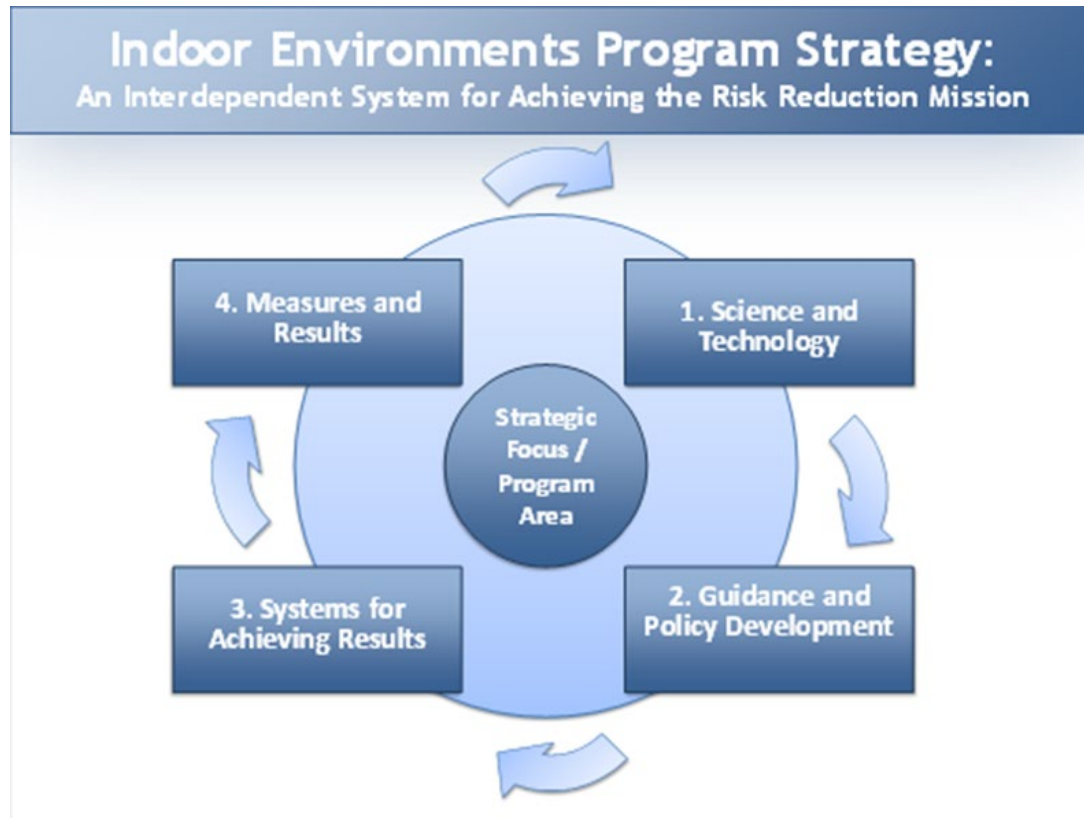 Indoor Environments Program Strategy:
An Interdependent System for Achieving the Risk Reduction Mission
4. Measures and
Results
1. Science and
Technology
Strategic
Focus /
Program
Area
3. Systems for
Achieving Results
2. Guidance and
Policy Development